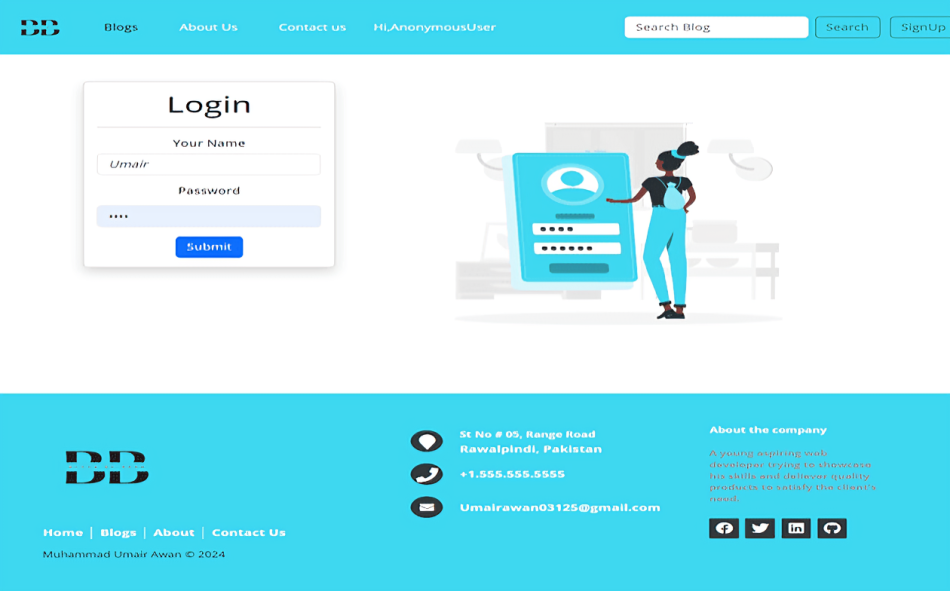 DD Blogs About Us Contact us Hi,AnonymousUser Search Blog Search SignUp
Login
Your Name
Umair
Password
Submit
DD
Home | Blogs | About | Contact Us
Muhammad Umair Awan © 2024
St No # 05, Range Road
Rawalpindi, Pakistan
+1.555.555.5555
Umairawan03125@gmail.com
About the company
A young aspiring web
developer trying to showcase
his skills and deliever quality
products to satisfy the client's
need.